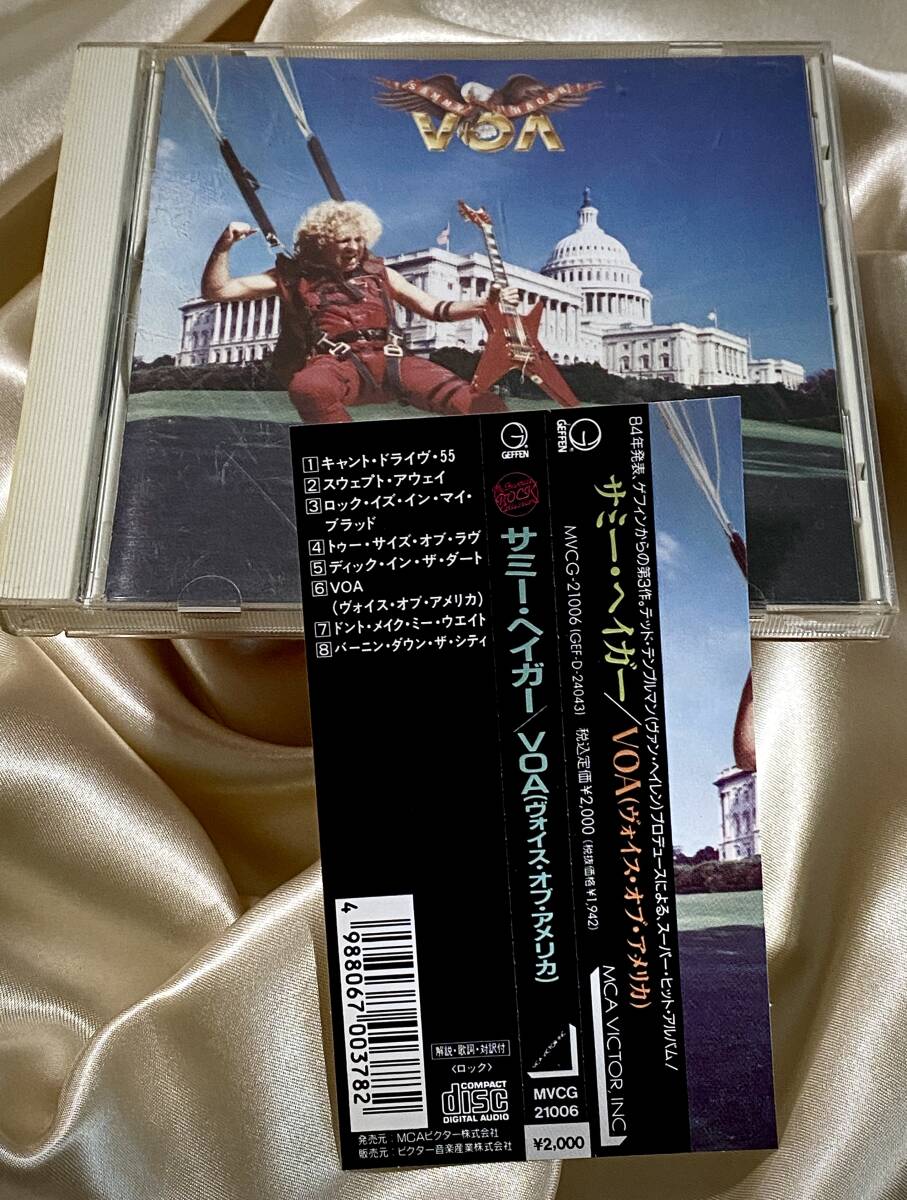 SAMMY HAGAR
VOA
1 キャント・ドライヴ・55
2 スウェプト・アウェイ
3 ロック・イズ・イン・マイ・
ブラッド
4 トゥー・サイズ・オブ・ラヴ
5 ディック・イン・ザ・ダート
6 VOA
(ヴォイス・オブ・アメリカ)
7 ドント・メイク・ミー・ウエイト
8 バーニン・ダウン・ザ・シティ
4 988067 003782
解説・歌詞・対訳付
〈ロック〉
COMPACT
disc
DIGITAL AUDIO
発売元:MCAビクター株式会社
販売元:ビクター音楽産業株式会社
G
GEFFEN
ROCK
サミー・ヘイガー/VOA(ヴォイス・オブ・アメリカ)
MVCG
21006
¥2,000
G
GEFFEN
MVCG-21006 (GEF-D-24043) 税込定価¥2,000 (税抜価格¥1,942)
サミー・ヘイガー/VOA(ヴォイス・オブ・アメリカ)
84年発表、ゲフィンからの第3作。テッド・テンプルマン(ヴァン・ヘイレン)プロデュースによる、スーパー・ヒット・アルバム/
MCA VICTOR, INC